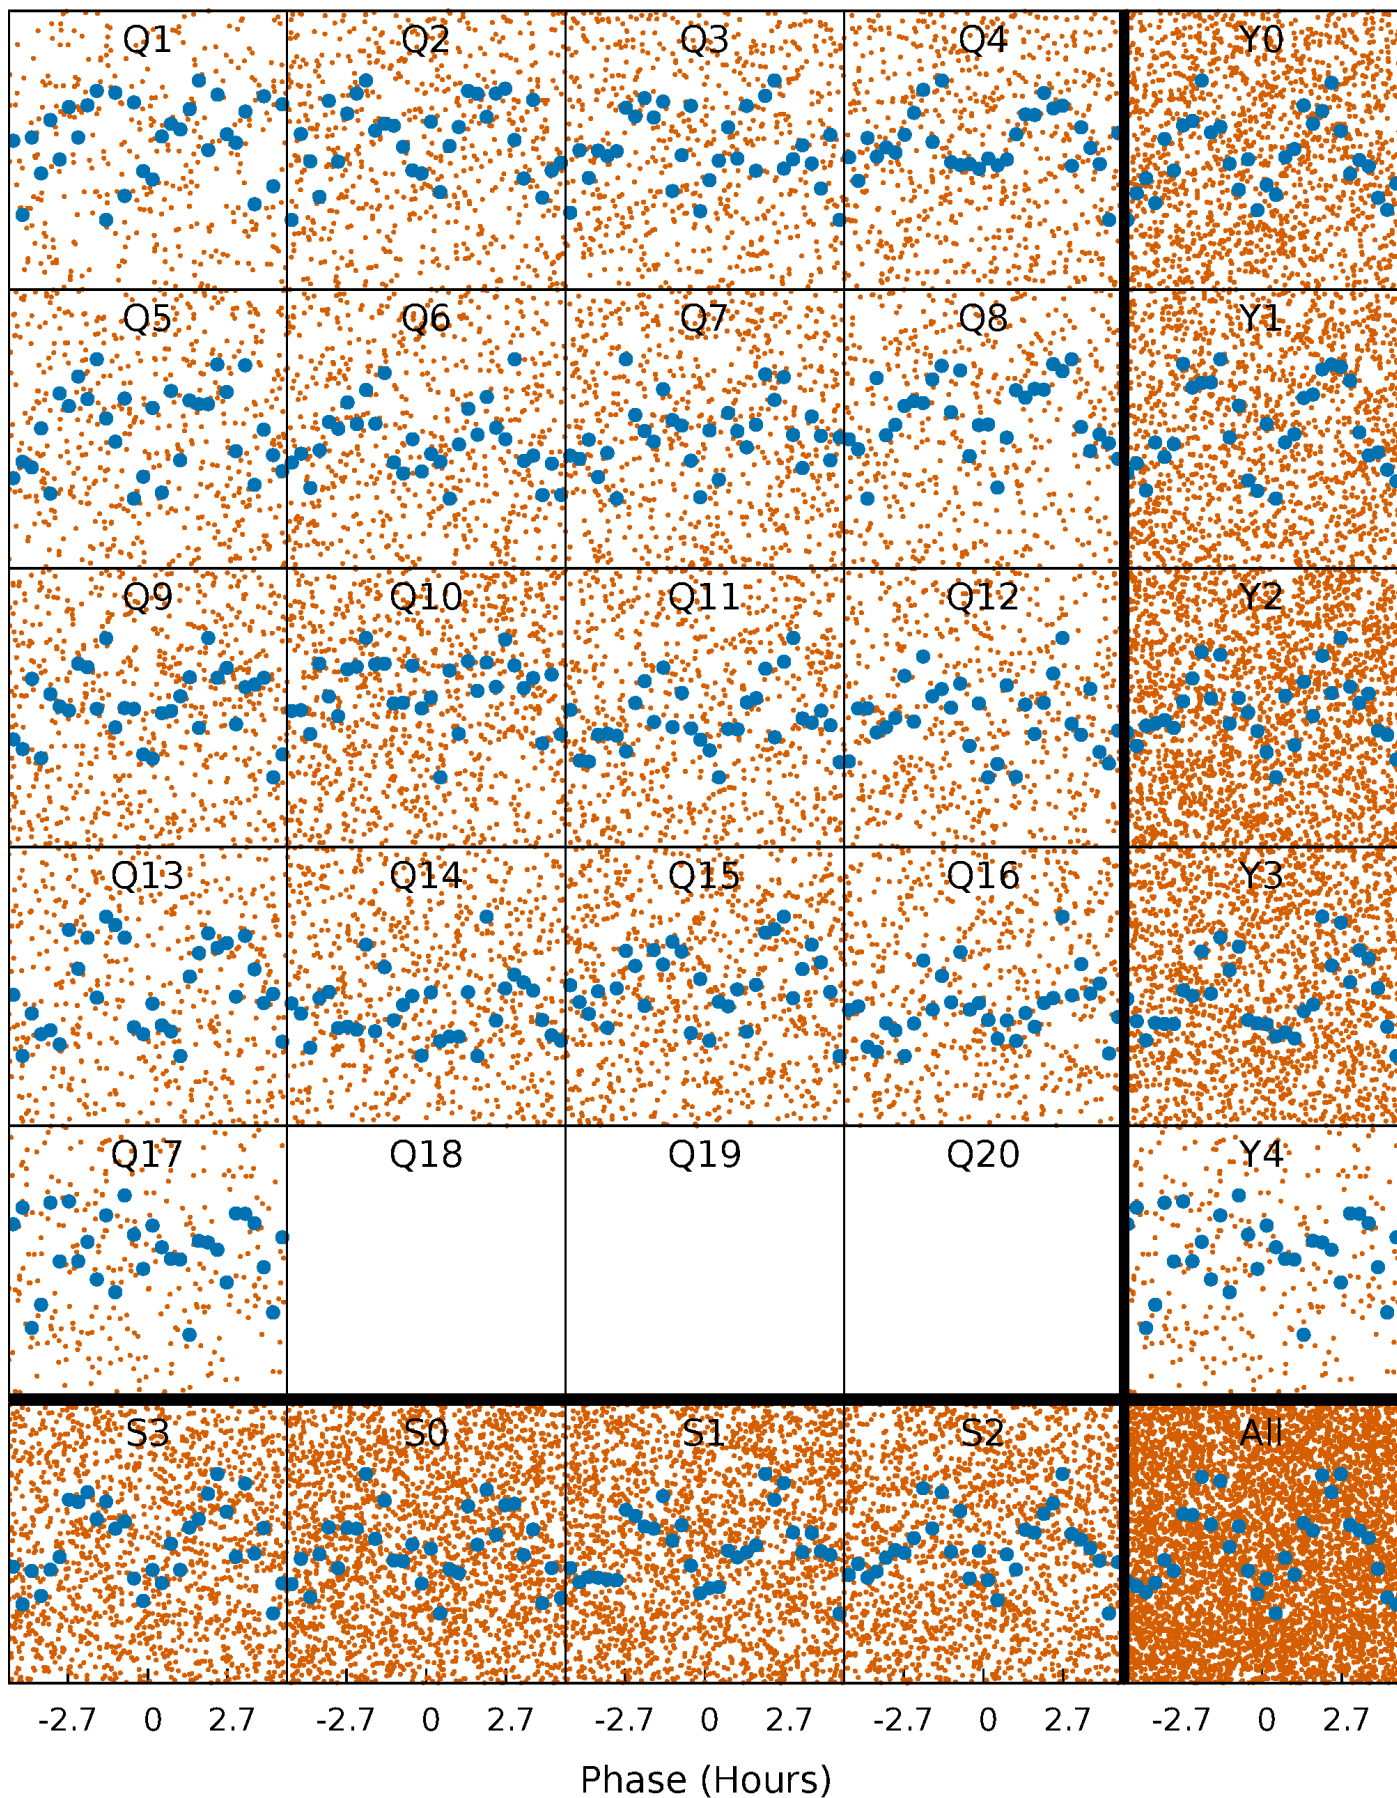 Q1 Q2 Q3 Q4 Y0
Q5 Q6 Q7 Q8 Y1
Q9 Q10 Q11 Q12 Y2
Q13 Q14 Q15 Q16 Y3
Q17 Q18 Q19 Q20 Y4
S3 S0 S1 S2 All
-2.7 0 2.7 -2.7 0 2.7 -2.7 0 2.7 -2.7 0 2.7 -2.7 0 2.7
Phase (Hours)